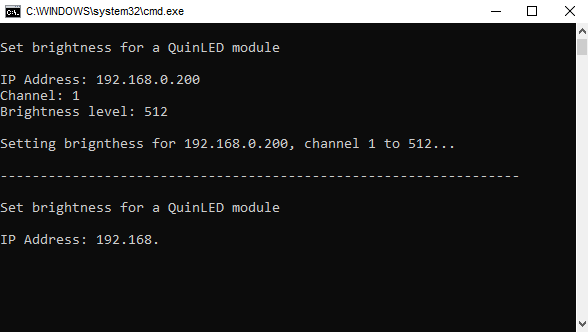 C:\WINDOWS\system32\cmd.exe
Set brightness for a QuinLED module
IP Address: 192.168.0.200
Channel: 1
Brightness level: 512
Setting brignthess for 192.168.0.200, channel 1 to 512...
-----------------------------------------------------------------
Set brightness for a QuinLED module
IP Address: 192.168.